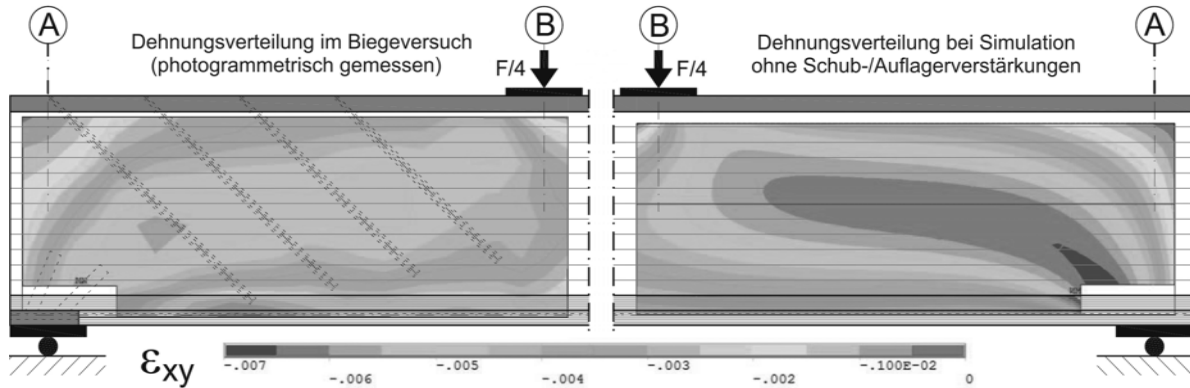 A
B
B
A
Dehnungsverteilung im Biegeversuch
(photogrammetrisch gemessen)
F/4
F/4
Dehnungsverteilung bei Simulation
ohne Schub-/Auflagerverstärkungen
εxy
-.007
-.006
-.005
-.004
-.003
-.002
-.100E-02
0